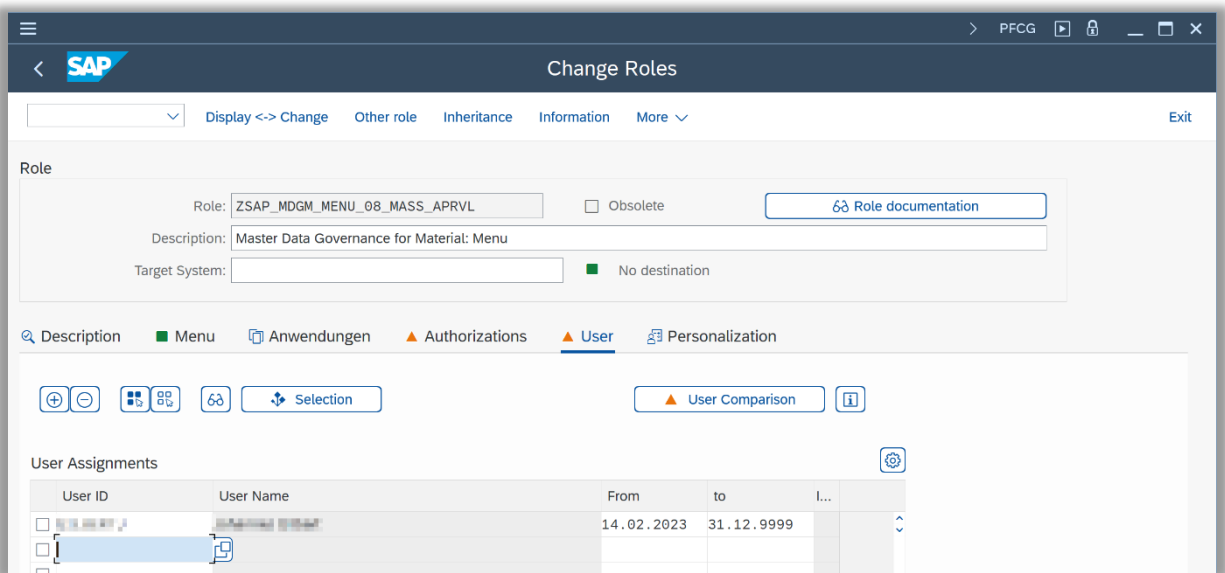 PFCG
SAP
Change Roles
Display <-> Change Other role Inheritance Information More Exit
Role
Role: ZSAP_MDGM_MENU_08_MASS_APRVL Obsolete Role documentation
Description: Master Data Governance for Material: Menu
Target System: No destination
Description Menu Anwendungen Authorizations User Personalization
Selection User Comparison
User Assignments
User ID User Name From to I...
14.02.2023 31.12.9999